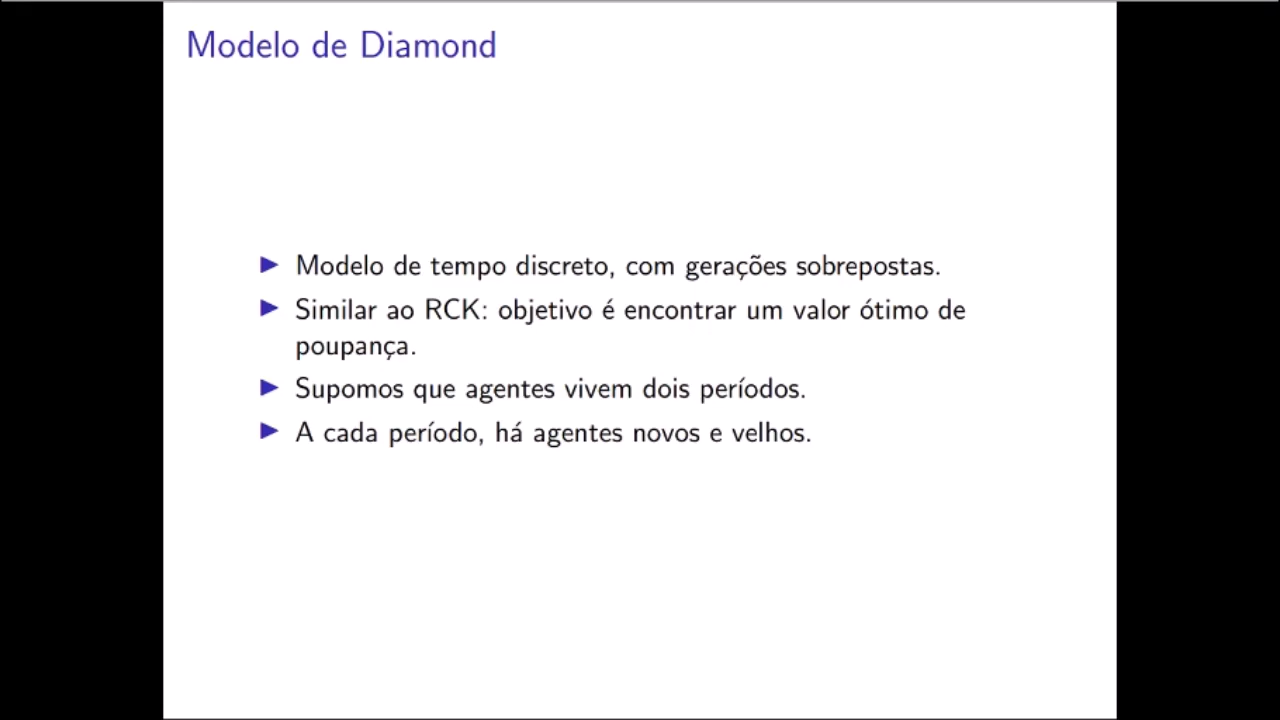 Modelo de Diamond
Modelo de tempo discreto, com gerações sobrepostas.
Similar ao RCK: objetivo é encontrar um valor ótimo de
poupança.
Supomos que agentes vivem dois períodos.
A cada período, há agentes novos e velhos.